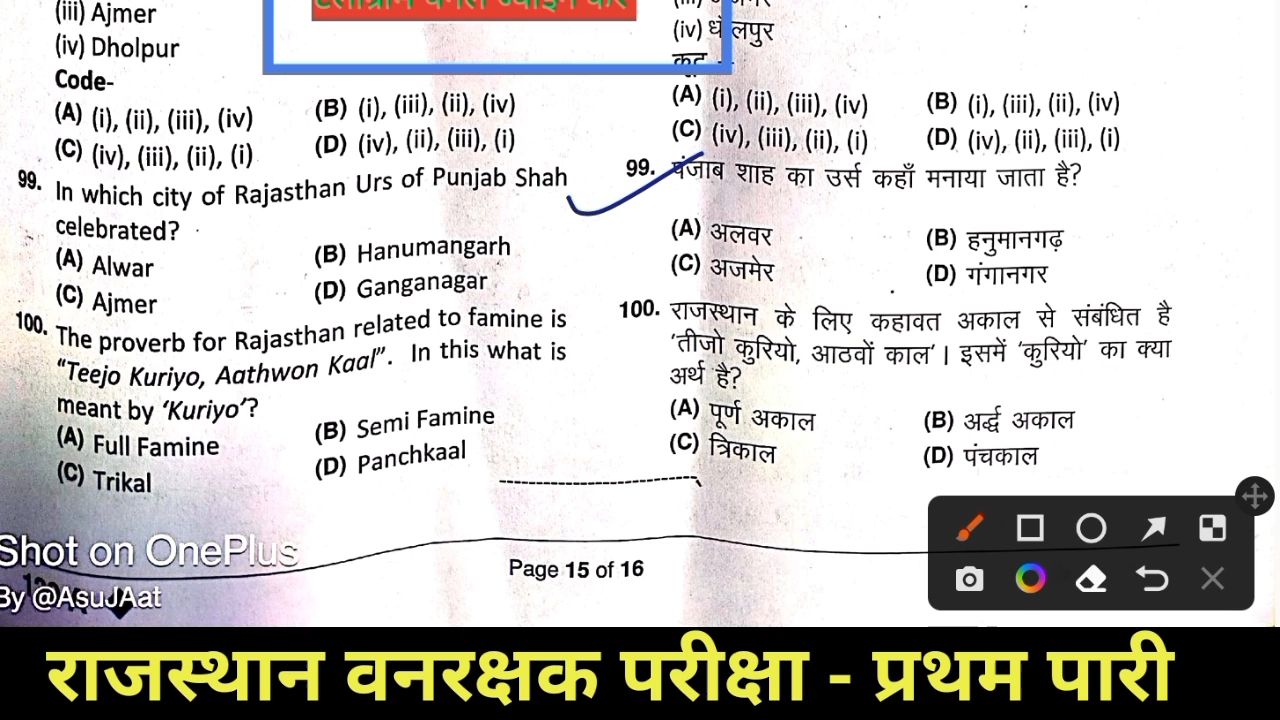 (iii) Ajmer
(iv) Dholpur
Code-
(A) (i), (ii), (iii), (iv) (B) (i), (iii), (ii), (iv)
(C) (iv), (iii), (ii), (i) (D) (iv), (ii), (iii), (i)
99. In which city of Rajasthan Urs of Punjab Shah
celebrated?
(A) Alwar (B) Hanumangarh
(C) Ajmer (D) Ganganagar
100. The proverb for Rajasthan related to famine is
"Teejo Kuriyo, Aathwon Kaal". In this what is
meant by 'Kuriyo'?
(A) Full Famine (B) Semi Famine
(C) Trikal (D) Panchkaal
(iv) धौलपुर
कूट –
(A) (i), (ii), (iii), (iv) (B) (i), (iii), (ii), (iv)
(C) (iv), (iii), (ii), (i) (D) (iv), (ii), (iii), (i)
99. पंजाब शाह का उर्स कहाँ मनाया जाता है?
(A) अलवर (B) हनुमानगढ़
(C) अजमेर (D) गंगानगर
100. राजस्थान के लिए कहावत अकाल से संबंधित है
'तीजो कुरियो, आठवों काल'। इसमें 'कुरियो' का क्या
अर्थ है?
(A) पूर्ण अकाल (B) अर्द्ध अकाल
(C) त्रिकाल (D) पंचकाल
Shot on OnePlus
By @AsuJAat
Page 15 of 16
राजस्थान वनरक्षक परीक्षा - प्रथम पारी